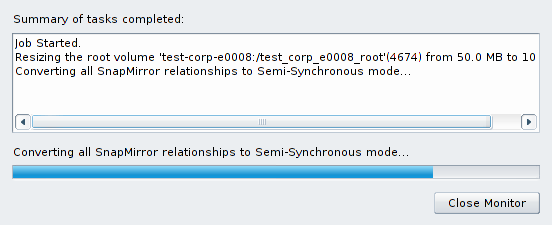 Summary of tasks completed:
Job Started.
Resizing the root volume 'test-corp-e0008:/test_corp_e0008_root'(4674) from 50.0 MB to 10
Converting all SnapMirror relationships to Semi-Synchronous mode...
Converting all SnapMirror relationships to Semi-Synchronous mode...
Close Monitor